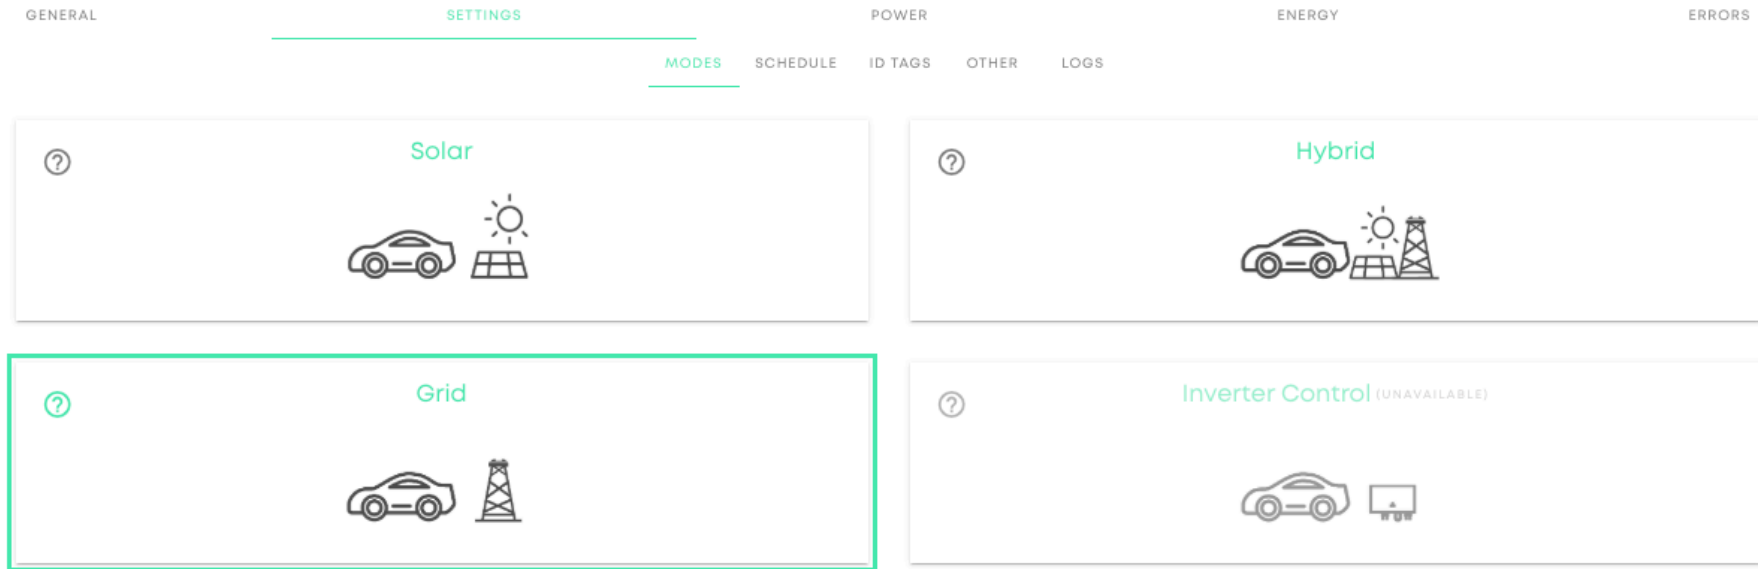 GENERAL SETTINGS POWER ENERGY ERRORS
MODES SCHEDULE ID TAGS OTHER LOGS
Solar
Hybrid
Grid
Inverter Control (UNAVAILABLE)